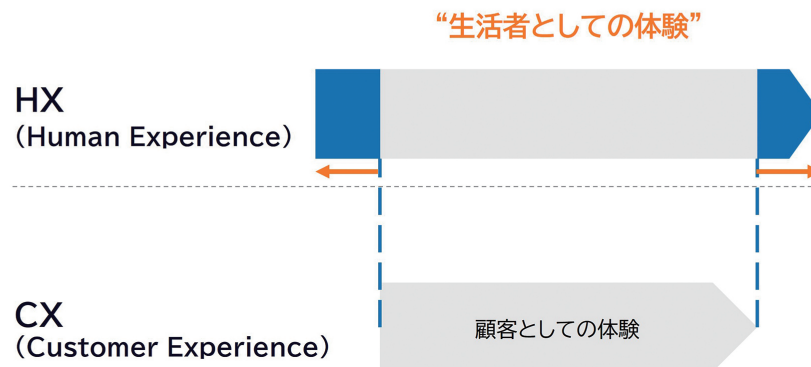 “生活者としての体験”
HX
(Human Experience)
CX
(Customer Experience)
顧客としての体験